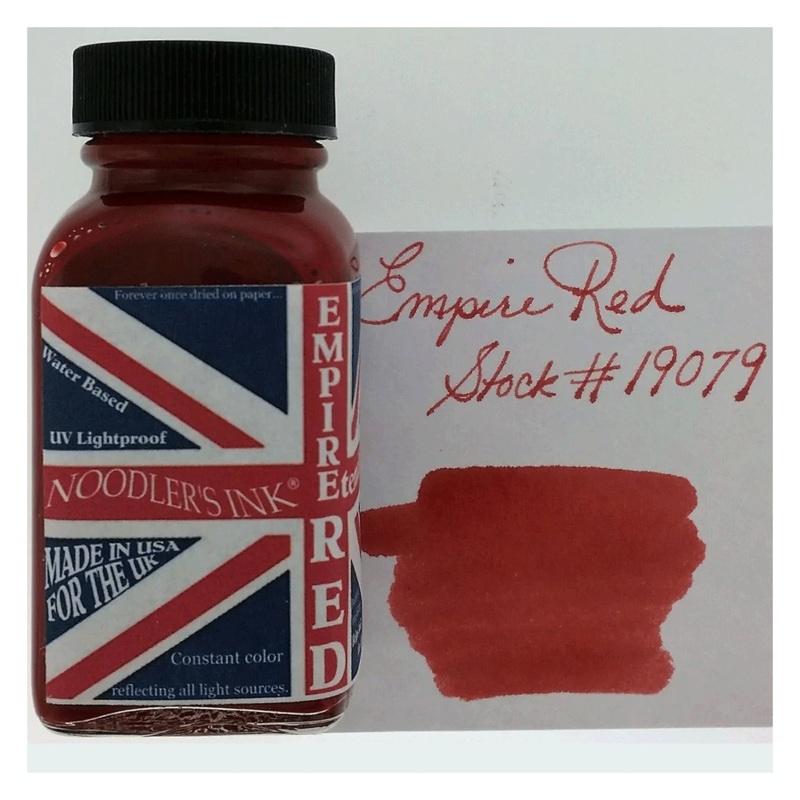 Forever once dried on paper...
Water Based
UV Lightproof
NOODLER'S INK®
MADE IN USA
FOR THE UK
Constant color
reflecting all light sources.
EMPIRE
RED
Empire Red
Stock # 19079